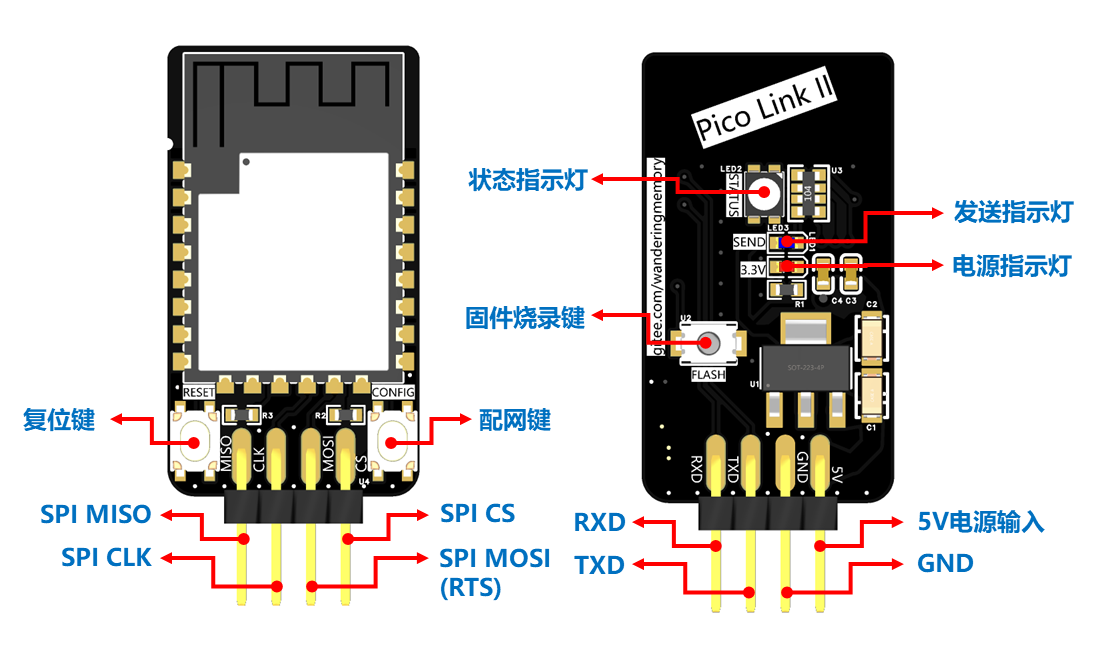 RESET
CONFIG
R3
R2
复位键
配网键
MISO
CLK
MOSI
CS
U4
SPI MISO
SPI CS
SPI CLK
SPI MOSI
(RTS)
Pico Link II
gitee.com/wanderingmemory
LED2
STATUS
U3
104
状态指示灯
发送指示灯
LED3
SEND
LED1
3.3V
电源指示灯
R1
C4
C3
固件烧录键
U2
FLASH
C2
U1
SOT-223-4P
C1
RXD
TXD
GND
5V
RXD
5V电源输入
TXD
GND